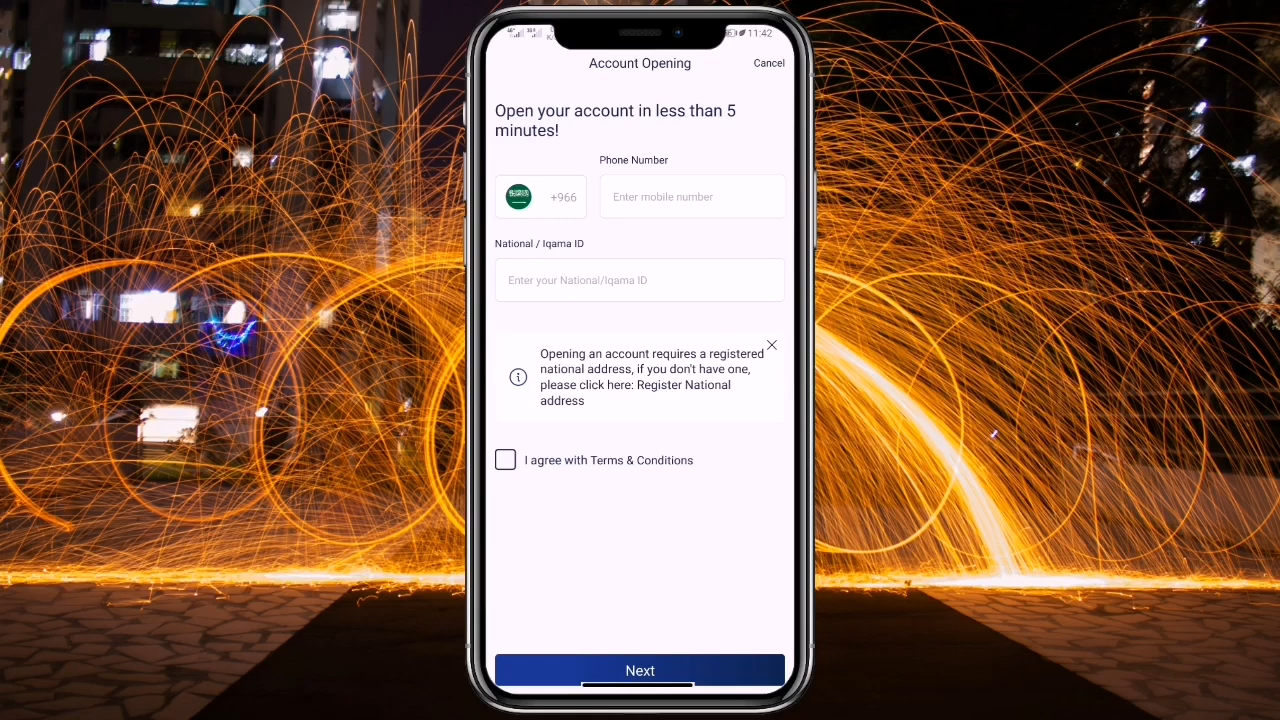 11:42
Account Opening
Cancel
Open your account in less than 5
minutes!
Phone Number
+966
Enter mobile number
National / Iqama ID
Enter your National/Iqama ID
Opening an account requires a registered
national address, if you don't have one,
please click here: Register National
address
I agree with Terms & Conditions
Next